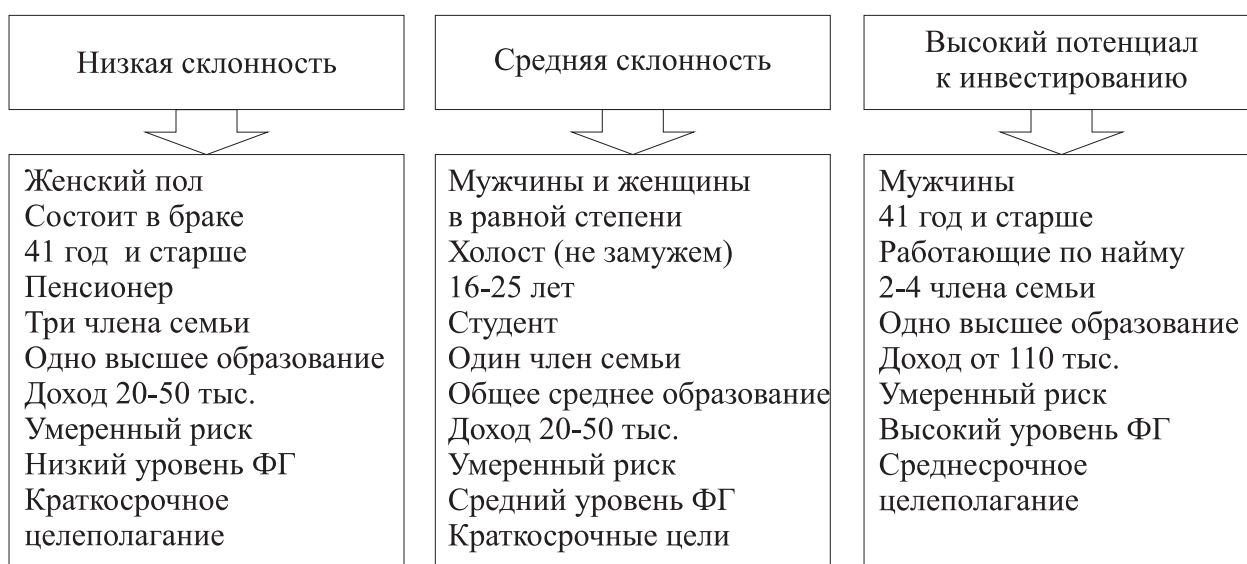 Низкая склонность
Средняя склонность
Высокий потенциал
к инвестированию
Женский пол
Состоит в браке
41 год и старше
Пенсионер
Три члена семьи
Одно высшее образование
Доход 20-50 тыс.
Умеренный риск
Низкий уровень ФГ
Краткосрочное
целеполагание
Мужчины и женщины
в равной степени
Холост (не замужем)
16-25 лет
Студент
Один член семьи
Общее среднее образование
Доход 20-50 тыс.
Умеренный риск
Средний уровень ФГ
Краткосрочные цели
Мужчины
41 год и старше
Работающие по найму
2-4 члена семьи
Одно высшее образование
Доход от 110 тыс.
Умеренный риск
Высокий уровень ФГ
Среднесрочное
целеполагание